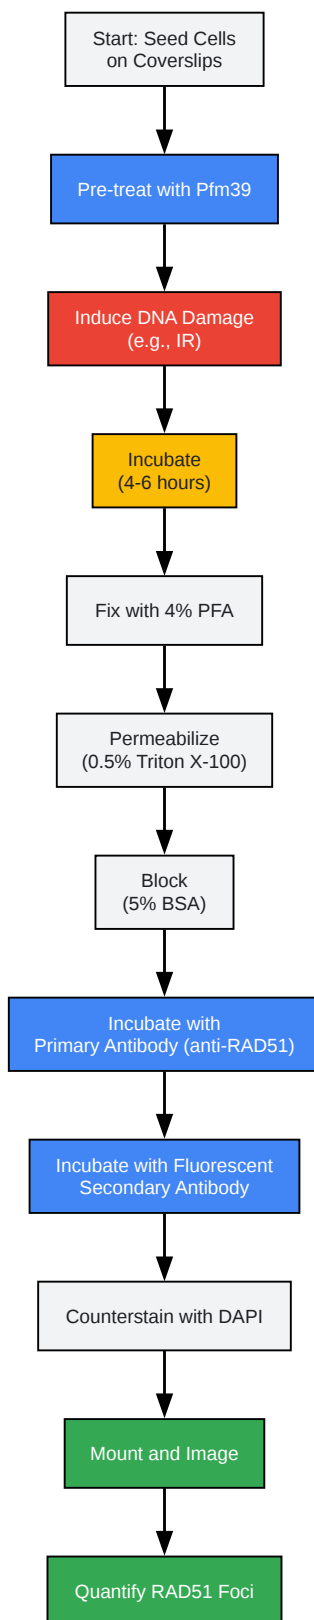 Start: Seed Cells
on Coverslips
Pre-treat with Pfm39
Induce DNA Damage
(e.g., IR)
Incubate
(4-6 hours)
Fix with 4% PFA
Permeabilize
(0.5% Triton X-100)
Block
(5% BSA)
Incubate with
Primary Antibody (anti-RAD51)
Incubate with Fluorescent
Secondary Antibody
Counterstain with DAPI
Mount and Image
Quantify RAD51 Foci